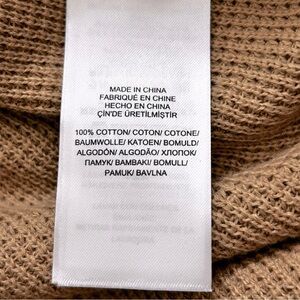 MADE IN CHINA
FABRIQUÉ EN CHINE
HECHO EN CHINA
ÇİN'DE ÜRETİLMİŞTİR
100% COTTON/ COTON/ COTONE/
BAUMWOLLE/ KATOEN/ BOMULD/
ALGODÓN/ ALGODÃO/ ХЛОПОК/
ПАМУК/ BAMBAKI/ BOMULL/
PAMUK/ BAVLNA